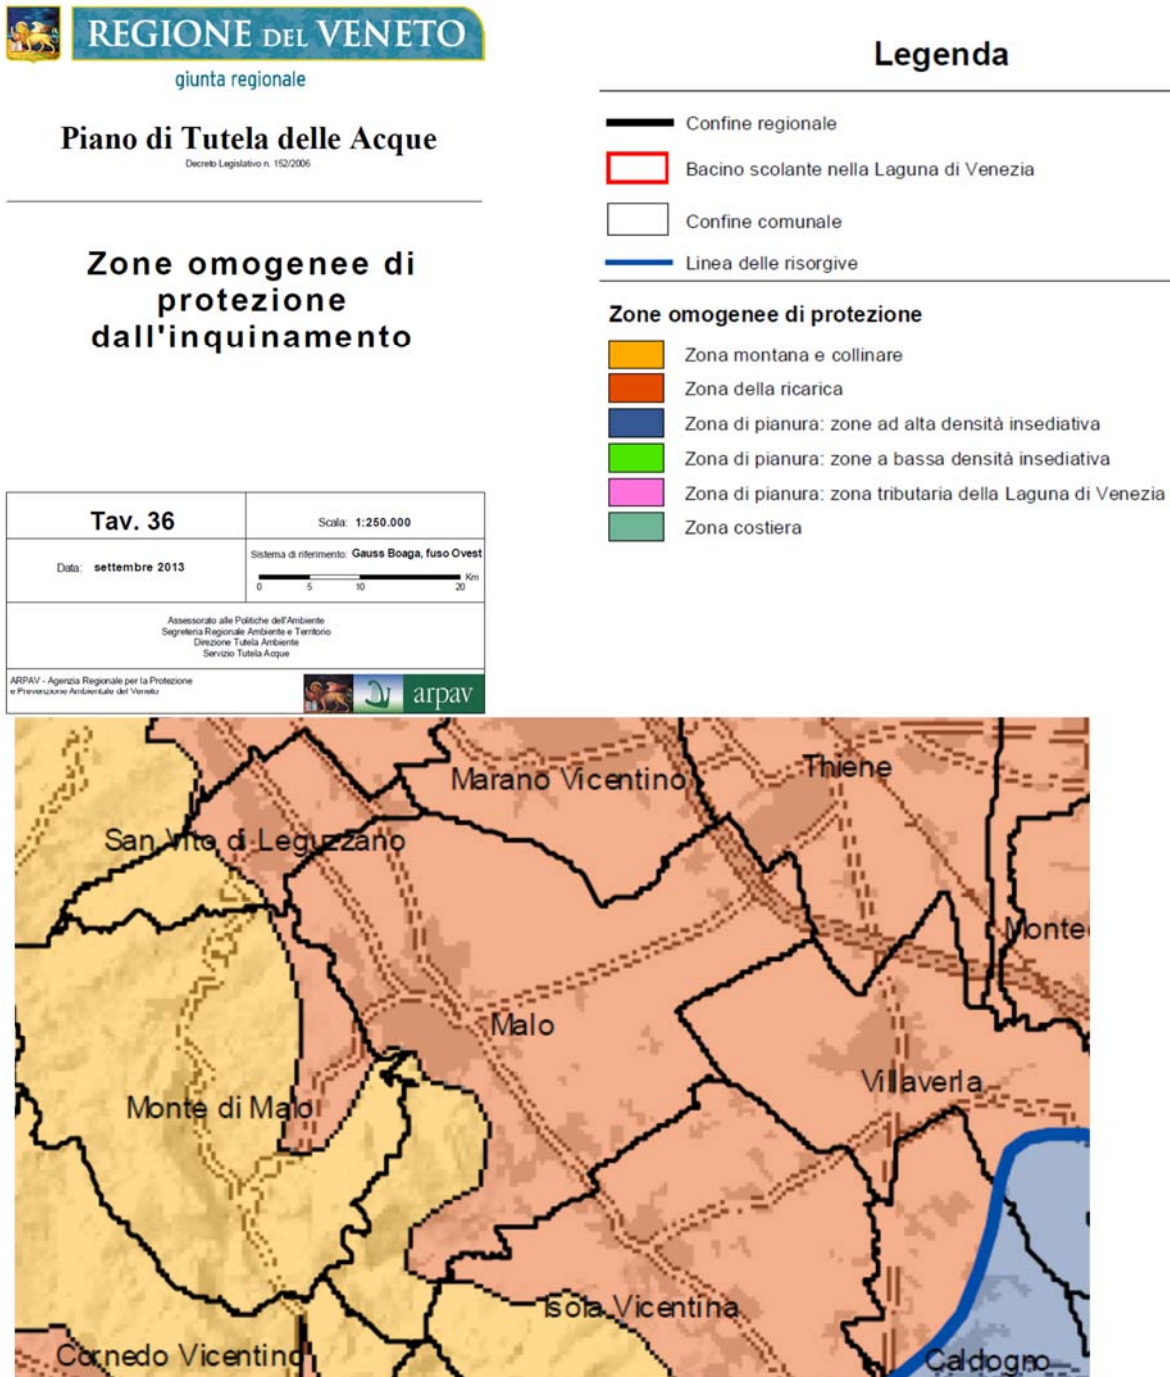 REGIONE DEL VENETO
giunta regionale
Piano di Tutela delle Acque
Decreto Legislativo n. 152/2006
Zone omogenee di
protezione
dall'inquinamento
Tav. 36
Scala: 1:250.000
Data: settembre 2013
Sistema di riferimento: Gauss Boaga, fuso Ovest
Km
0 5 10 20
Assessorato alle Politiche dell'Ambiente
Segreteria Regionale Ambiente e Territorio
Direzione Tutela Ambiente
Servizio Tutela Acque
ARPAV - Agenzia Regionale per la Protezione
e Prevenzione Ambientale del Veneto
arpav
Legenda
Confine regionale
Bacino scolante nella Laguna di Venezia
Confine comunale
Linea delle risorgive
Zone omogenee di protezione
Zona montana e collinare
Zona della ricarica
Zona di pianura: zone ad alta densità insediativa
Zona di pianura: zone a bassa densità insediativa
Zona di pianura: zona tributaria della Laguna di Venezia
Zona costiera
Marano Vicentino
Thiene
San Vito di Leguzzano
Monte
Malo
Villaverla
Monte di Malo
Isola Vicentina
Cornedo Vicentino
Caldogno